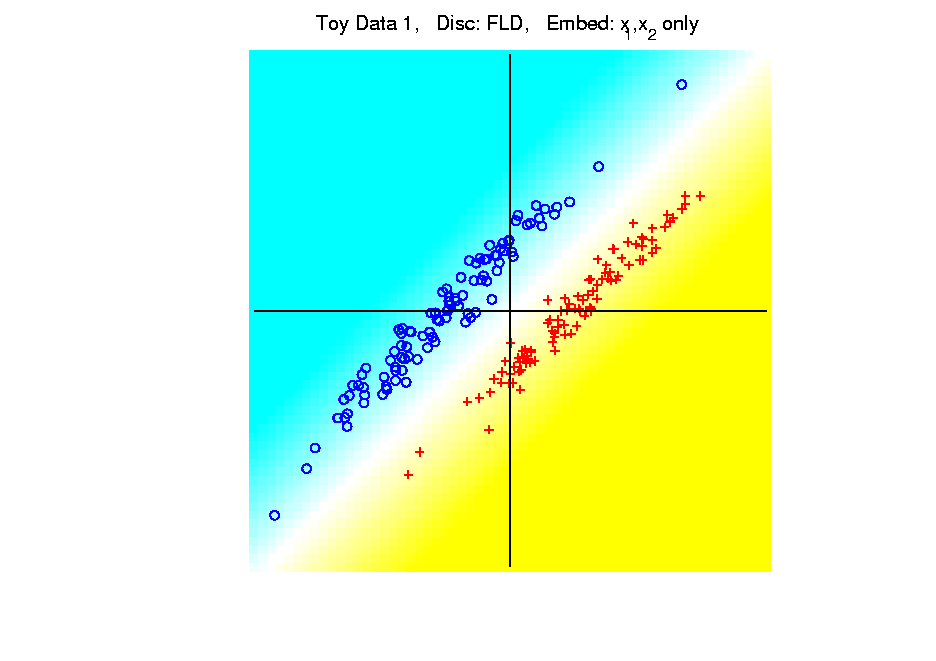 Toy Data 1,   Disc: FLD,   Embed: x₁,x₂ only